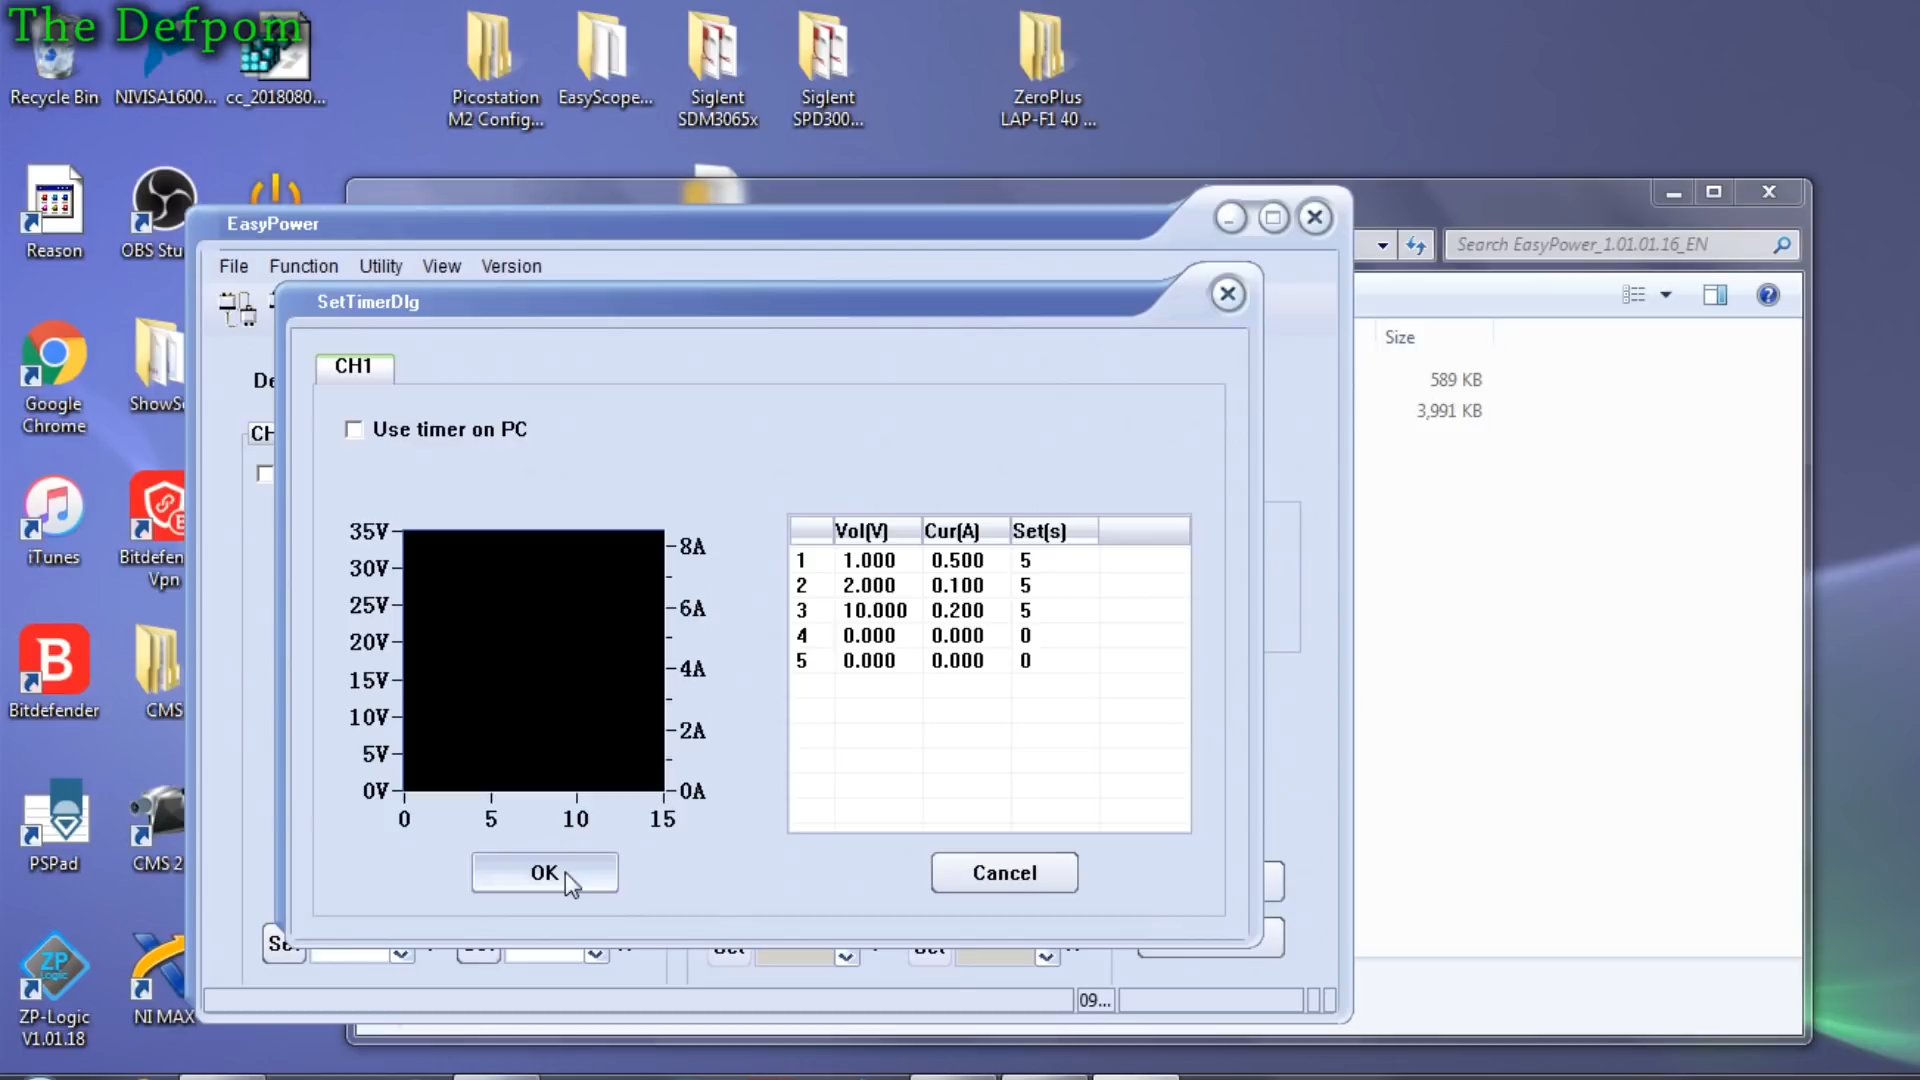 The Defpom
Recycle Bin
NIVISA1600...
cc_2018080...
Picostation
M2 Config...
EasyScope...
Siglent
SDM3065x
Siglent
SPD300...
ZeroPlus
LAP-F1 40 ...
Reason
OBS Stu
Google
Chrome
ShowSo
iTunes
Bitdefen
Vpn
Bitdefender
CMS
PSPad
CMS 2
ZP-Logic
V1.01.18
NI MAX
Search EasyPower_1.01.01.16_EN
Size
589 KB
3,991 KB
EasyPower
File
Function
Utility
View
Version
De
CH
SetTimerDlg
CH1
Use timer on PC
35V
30V
25V
20V
15V
10V
5V
0V
8A
6A
4A
2A
0A
0 5 10 15
Vol(V) Cur(A) Set(s)
1 1.000 0.500 5
2 2.000 0.100 5
3 10.000 0.200 5
4 0.000 0.000 0
5 0.000 0.000 0
OK
Cancel
09...